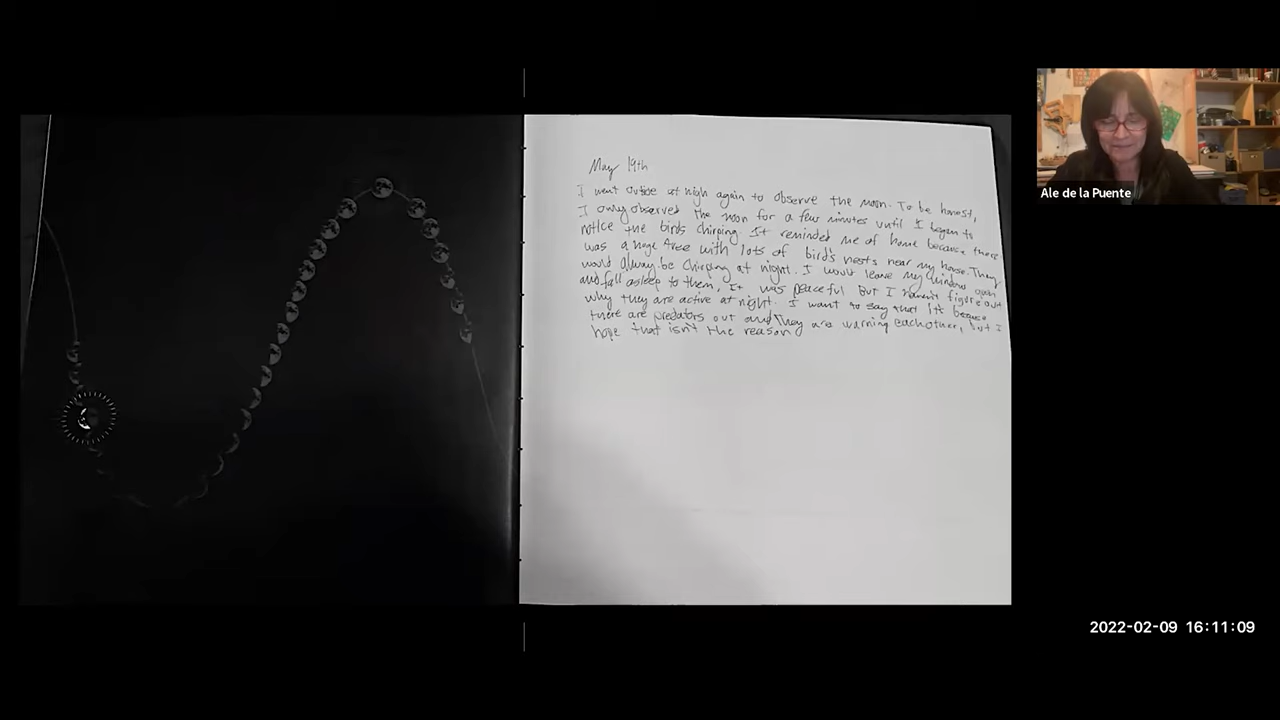 May 19th
I went outise at nigh again to observe the moon. To be honest,
I only observed the moon for a few minutes until I began to
notice the birds chirping. It reminded me of home because there
was a huge tree with lots of bird's nests near my house. They
would always be chirping at night. I would leave my windows open
and fall asleep to them. It was peaceful but I haven't figure out
why they are active at night. I want to say that it's because
there are predators out and they are warning eachother, but I
hope that isn't the reason
Ale de la Puente
2022-02-09 16:11:09